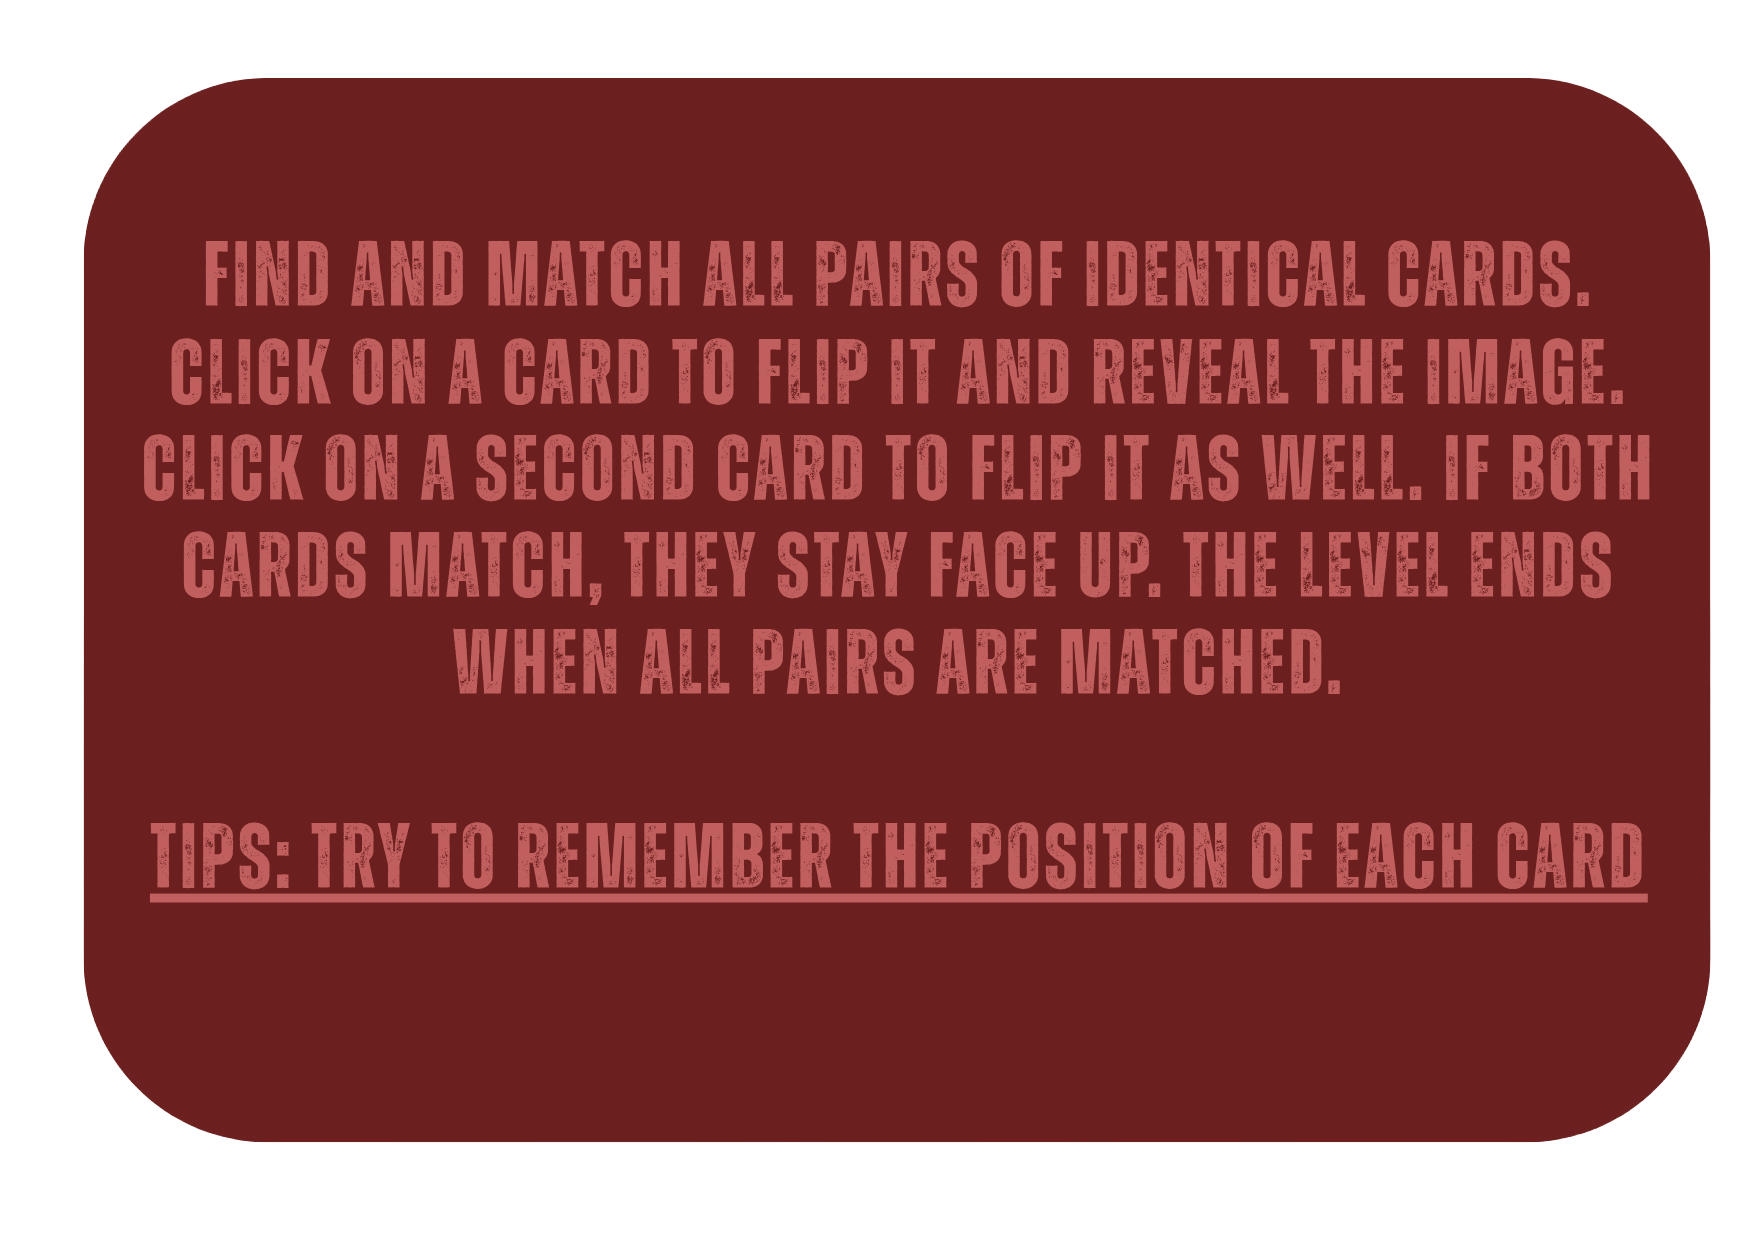 FIND AND MATCH ALL PAIRS OF IDENTICAL CARDS.
CLICK ON A CARD TO FLIP IT AND REVEAL THE IMAGE.
CLICK ON A SECOND CARD TO FLIP IT AS WELL. IF BOTH
CARDS MATCH, THEY STAY FACE UP. THE LEVEL ENDS
WHEN ALL PAIRS ARE MATCHED.
TIPS: TRY TO REMEMBER THE POSITION OF EACH CARD